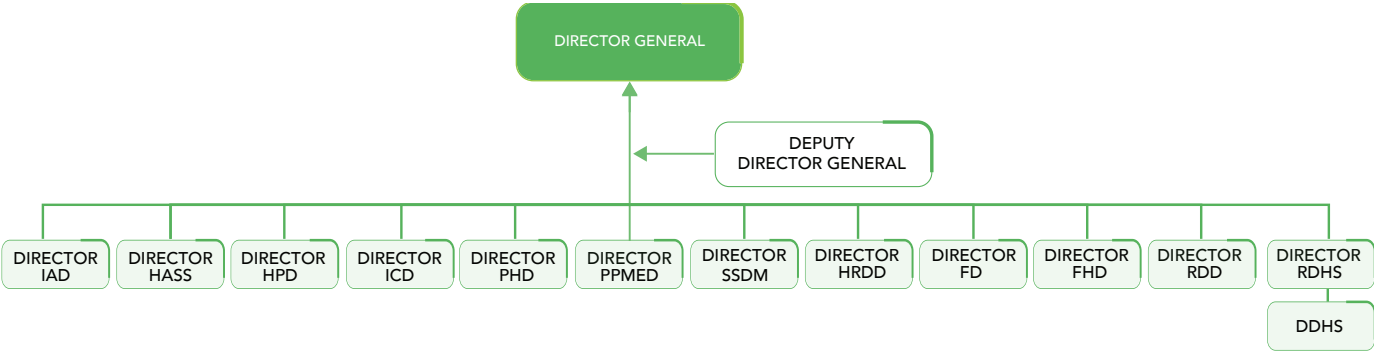 DIRECTOR GENERAL
DEPUTY
DIRECTOR GENERAL
DIRECTOR
IAD
DIRECTOR
HASS
DIRECTOR
HPD
DIRECTOR
ICD
DIRECTOR
PHD
DIRECTOR
PPMED
DIRECTOR
SSDM
DIRECTOR
HRDD
DIRECTOR
FD
DIRECTOR
FHD
DIRECTOR
RDD
DIRECTOR
RDHS
DDHS